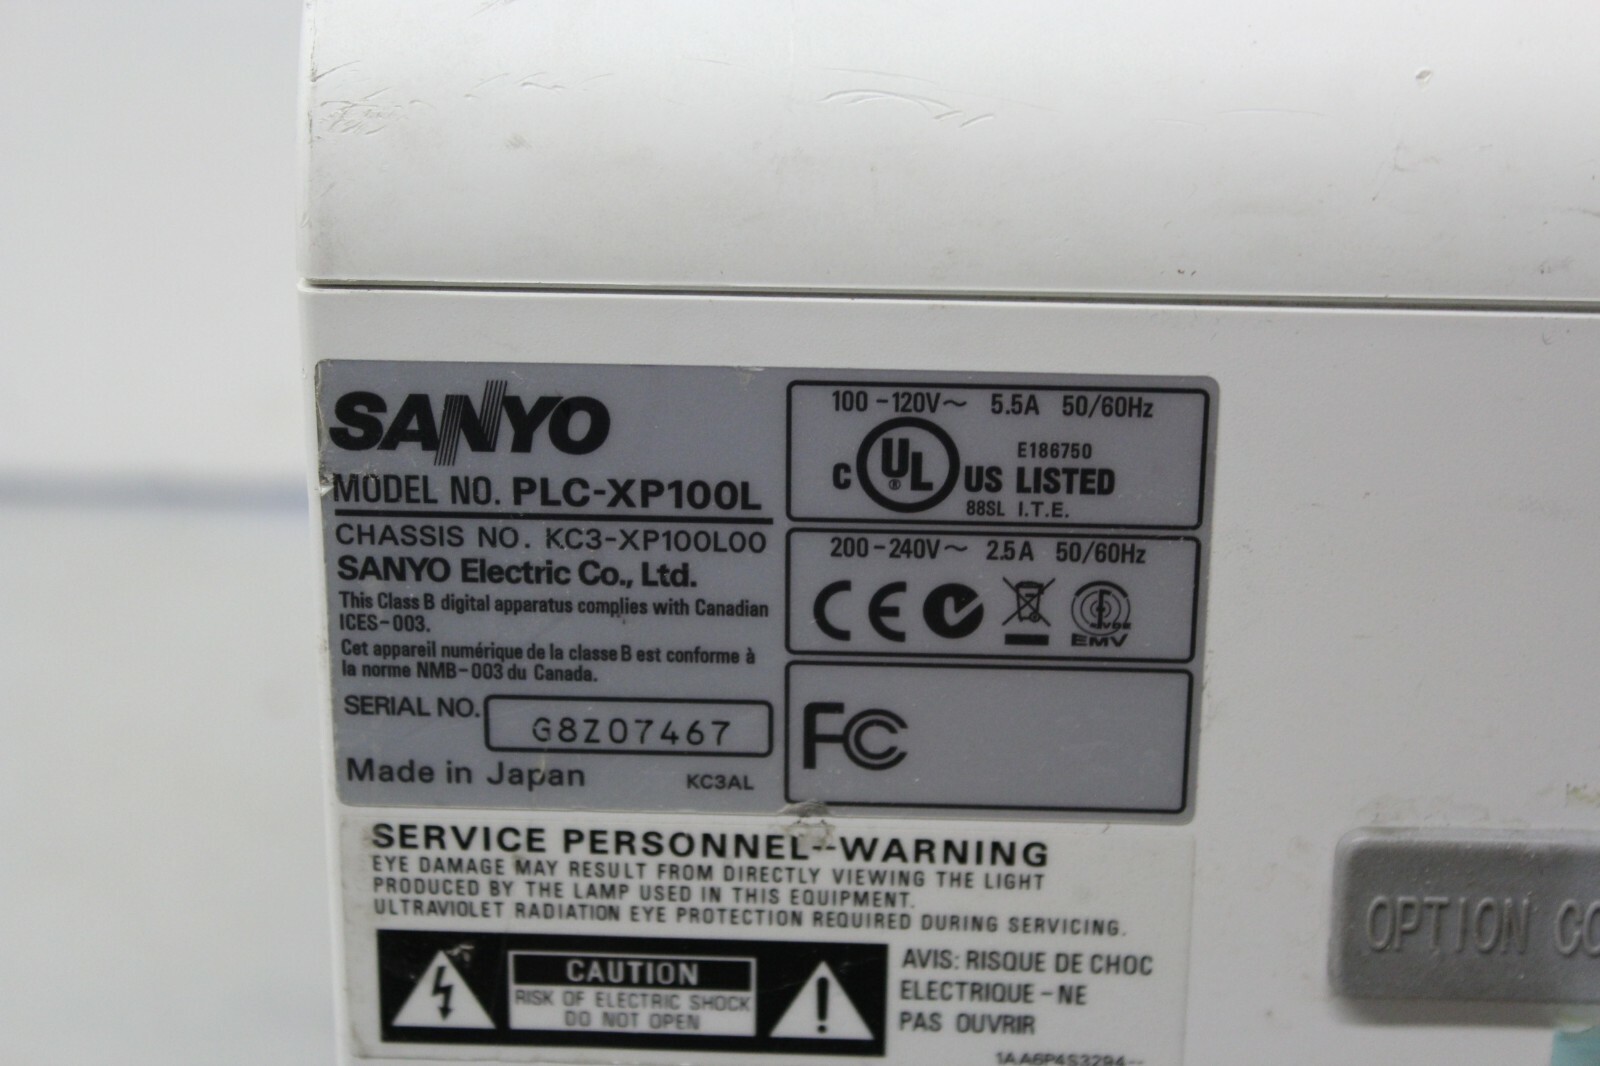 SANYO
MODEL NO. PLC-XP100L
CHASSIS NO. KC3-XP100L00
SANYO Electric Co., Ltd.
This Class B digital apparatus complies with Canadian
ICES-003.
Cet appareil numérique de la classe B est conforme à
la norme NMB-003 du Canada.
SERIAL NO. G8Z07467
Made in Japan KC3AL
100-120V~ 5.5A 50/60Hz
C UL ® US LISTED
E186750
88SL I.T.E.
200-240V~ 2.5A 50/60Hz
CE
EMV
FC
SERVICE PERSONNEL--WARNING
EYE DAMAGE MAY RESULT FROM DIRECTLY VIEWING THE LIGHT
PRODUCED BY THE LAMP USED IN THIS EQUIPMENT.
ULTRAVIOLET RADIATION EYE PROTECTION REQUIRED DURING SERVICING.
CAUTION
RISK OF ELECTRIC SHOCK
DO NOT OPEN
AVIS: RISQUE DE CHOC
ELECTRIQUE-NE
PAS OUVRIR
OPTION CO